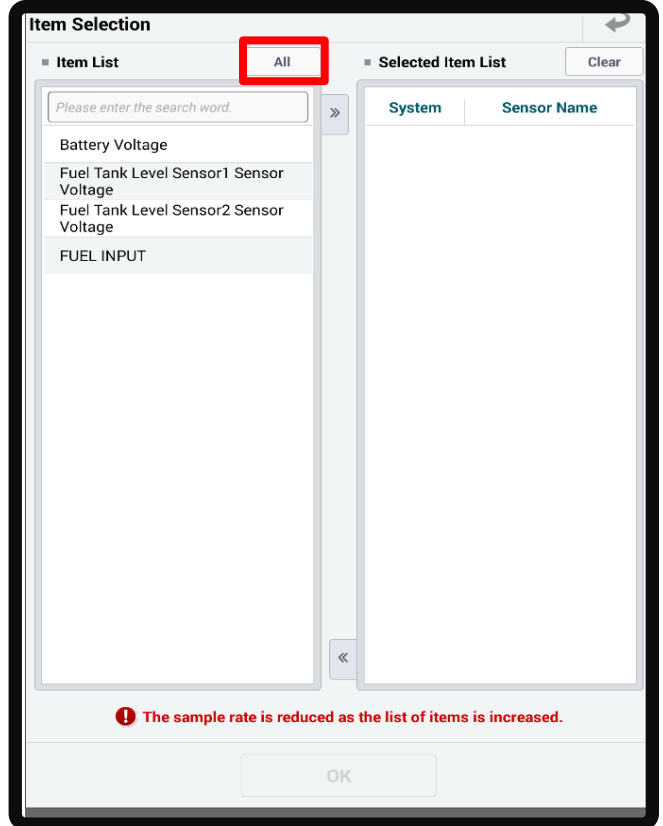 Item Selection
Item List
All
Selected Item List
Clear
Please enter the search word.
»
System
Sensor Name
Battery Voltage
Fuel Tank Level Sensor1 Sensor
Voltage
Fuel Tank Level Sensor2 Sensor
Voltage
FUEL INPUT
«
! The sample rate is reduced as the list of items is increased.
OK